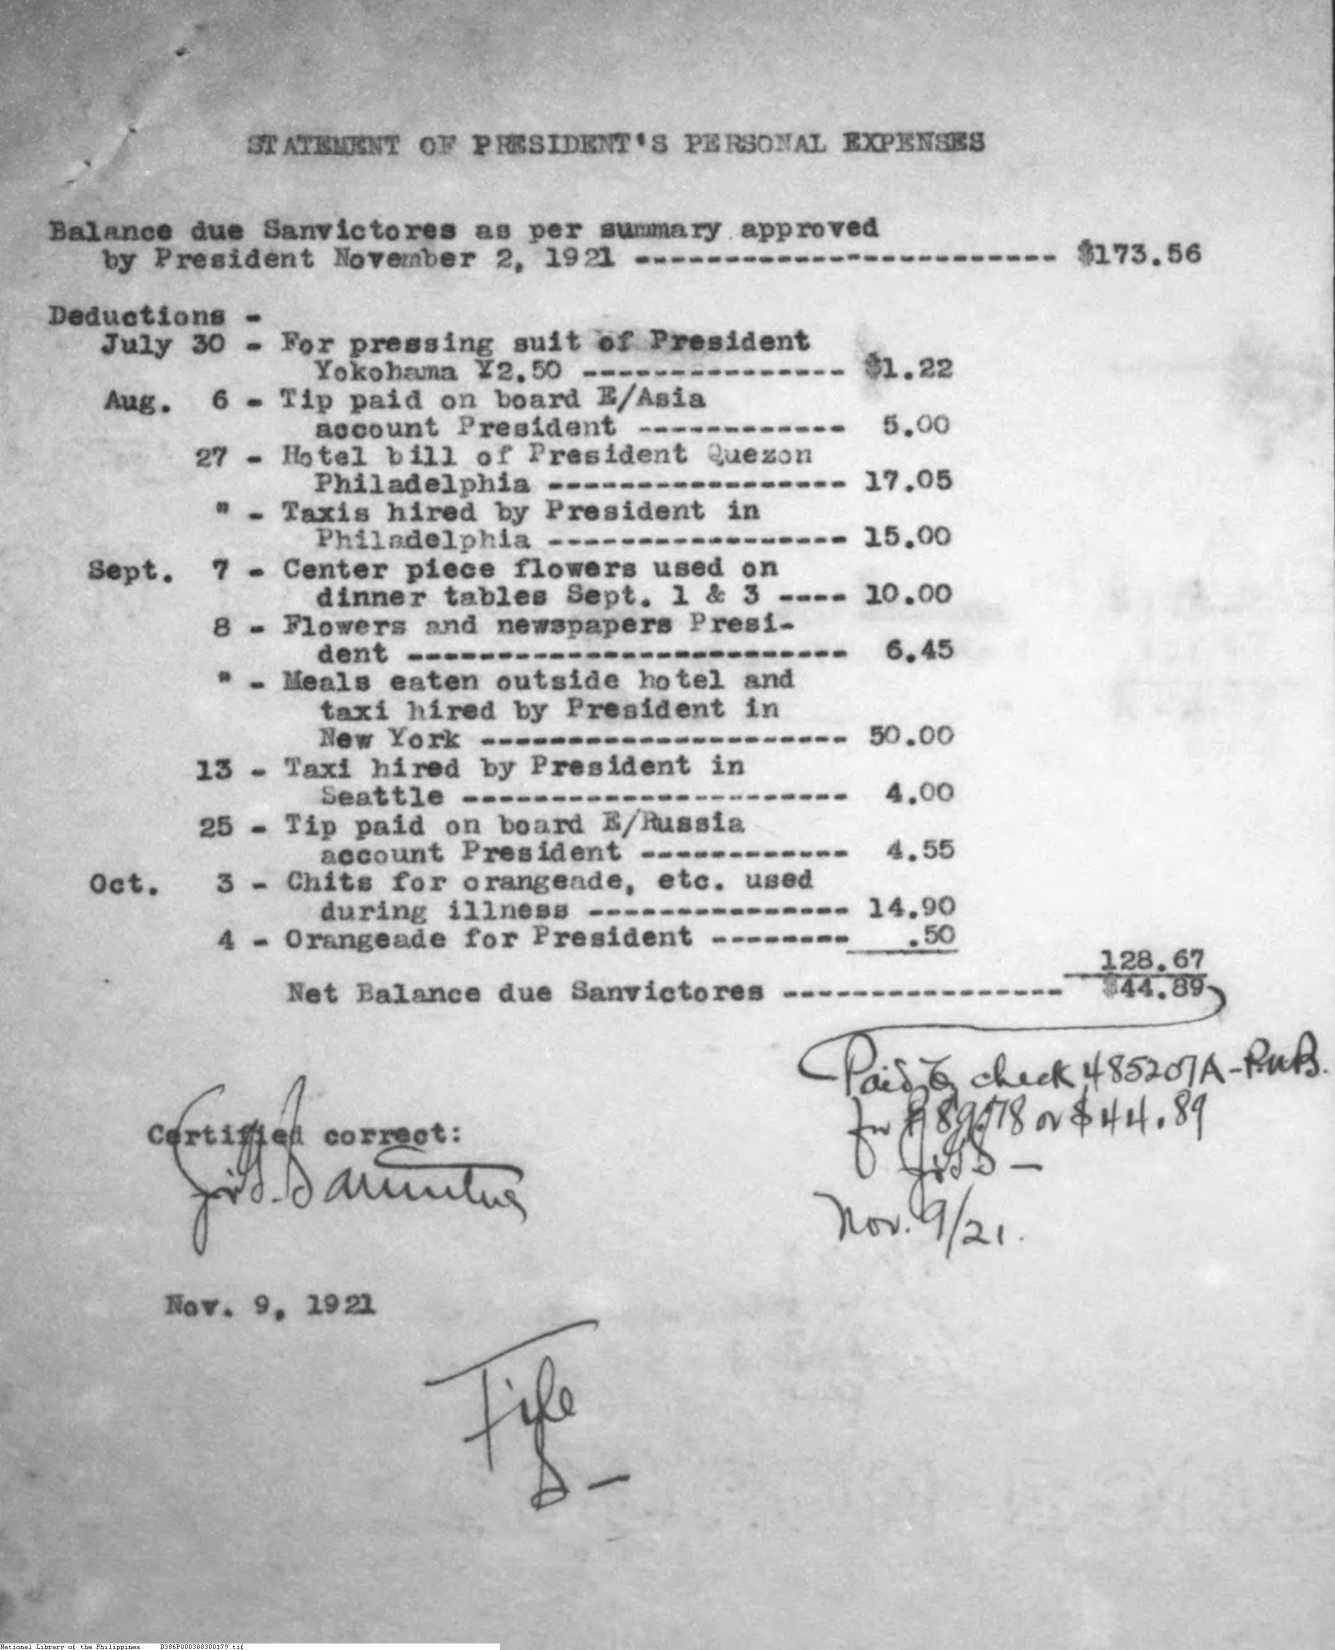 STATEMENT OF PRESIDENT'S PERSONAL EXPENSES
Balance due Sanvictores as per summary approved
by President November 2, 1921 ------------------------ $173.56
Deductions -
July 30 - For pressing suit of President
Yokohama ¥2.50 --------------- $1.22
Aug. 6 - Tip paid on board E/Asia
account President ------------ 5.00
27 - Hotel bill of President Quezon
Philadelphia ----------------- 17.05
" - Taxis hired by President in
Philadelphia ----------------- 15.00
Sept. 7 - Center piece flowers used on
dinner tables Sept. 1 & 3 ---- 10.00
8 - Flowers and newspapers Presi-
dent ------------------------- 6.45
" - Meals eaten outside hotel and
taxi hired by President in
New York --------------------- 50.00
13 - Taxi hired by President in
Seattle ---------------------- 4.00
25 - Tip paid on board E/Russia
account President ------------ 4.55
Oct. 3 - Chits for orangeade, etc. used
during illness --------------- 14.90
4 - Orangeade for President -------- .50
128.67
Net Balance due Sanvictores ---------------- $44.89
Paid by check 485207A - P.N.B.
for ₱89.78 or $44.89
Nov. 9/21.
Certified correct:
Nov. 9, 1921
File
National Library of the Philippines D386P000300300179.tif